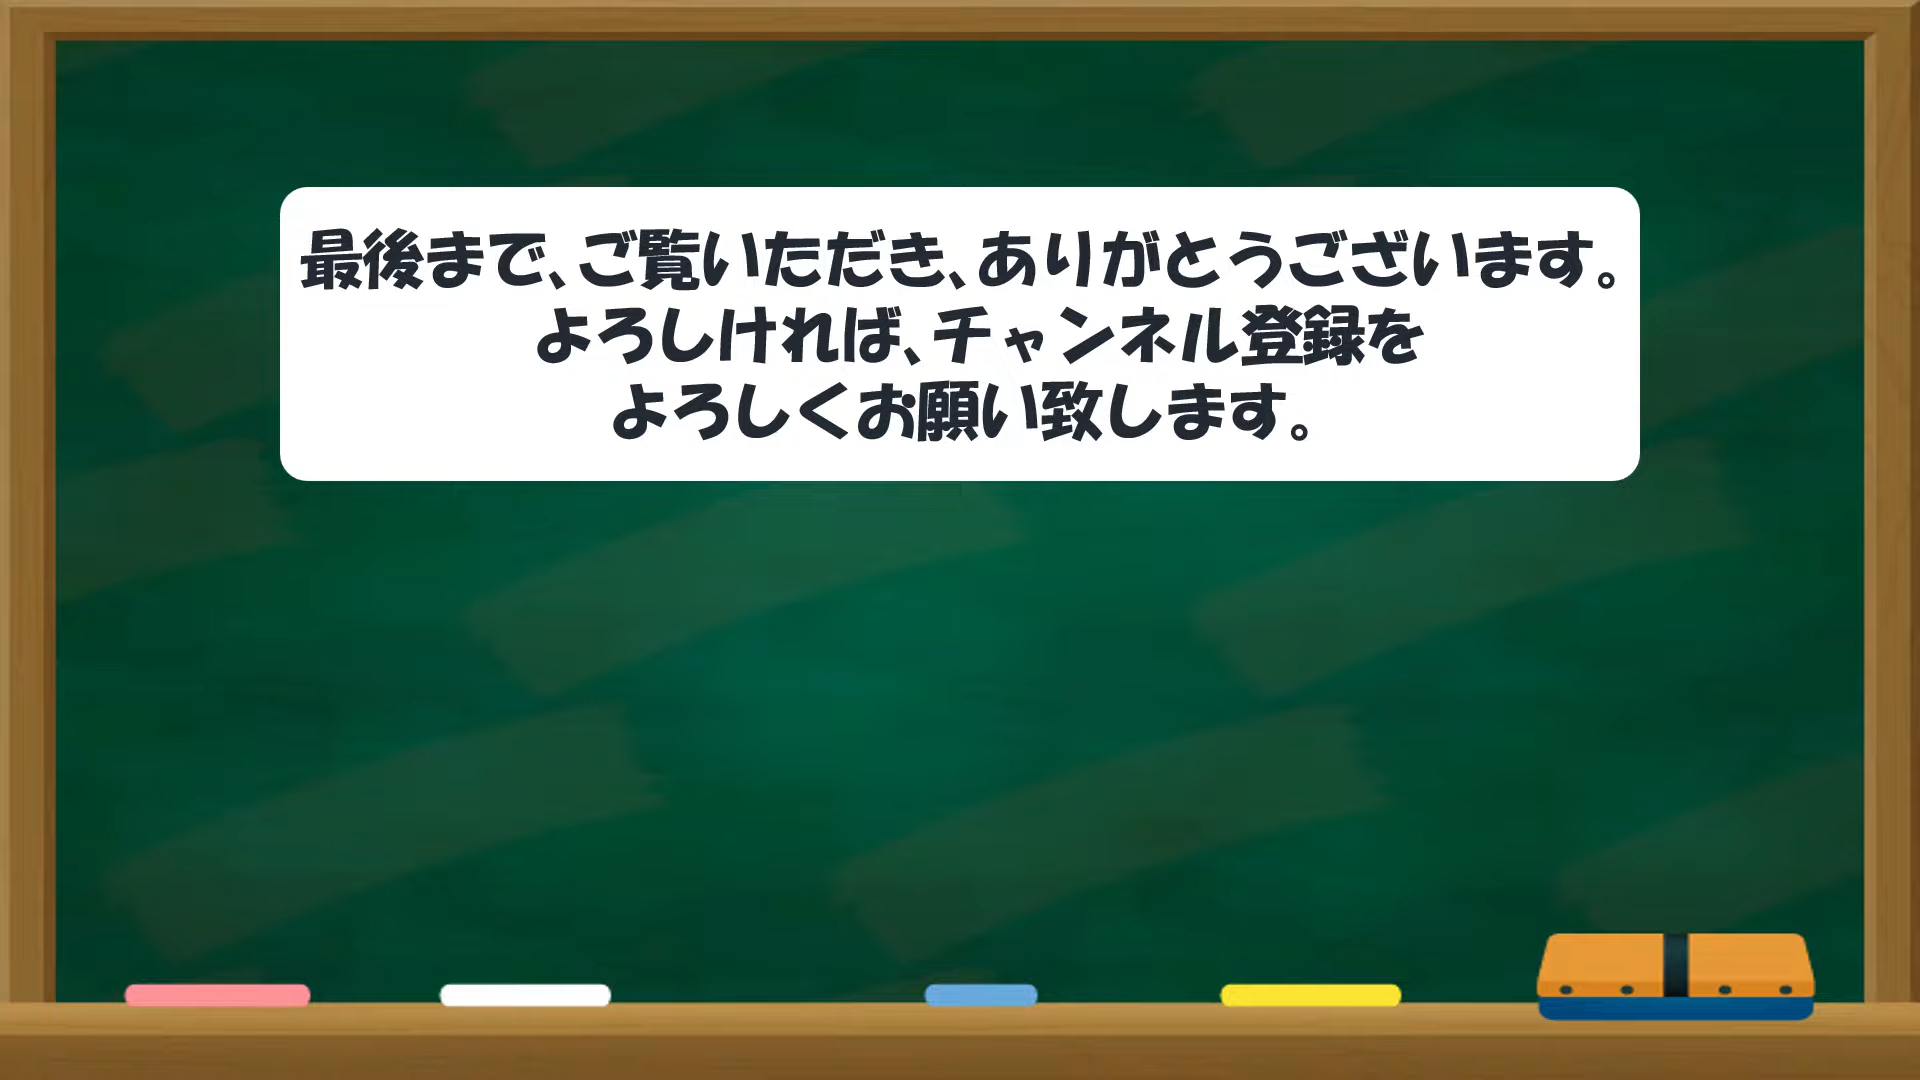 最後まで、ご覧いただき、ありがとうございます。
よろしければ、チャンネル登録を
よろしくお願い致します。